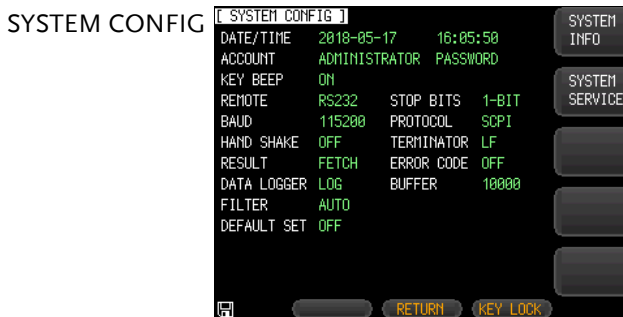 SYSTEM CONFIG
[ SYSTEM CONFIG ]
DATE/TIME 2018-05-17 16:05:50
ACCOUNT ADMINISTRATOR PASSWORD
KEY BEEP ON
REMOTE RS232 STOP BITS 1-BIT
BAUD 115200 PROTOCOL SCPI
HAND SHAKE OFF TERMINATOR LF
RESULT FETCH ERROR CODE OFF
DATA LOGGER LOG BUFFER 10000
FILTER AUTO
DEFAULT SET OFF
SYSTEM
INFO
SYSTEM
SERVICE
RETURN KEY LOCK